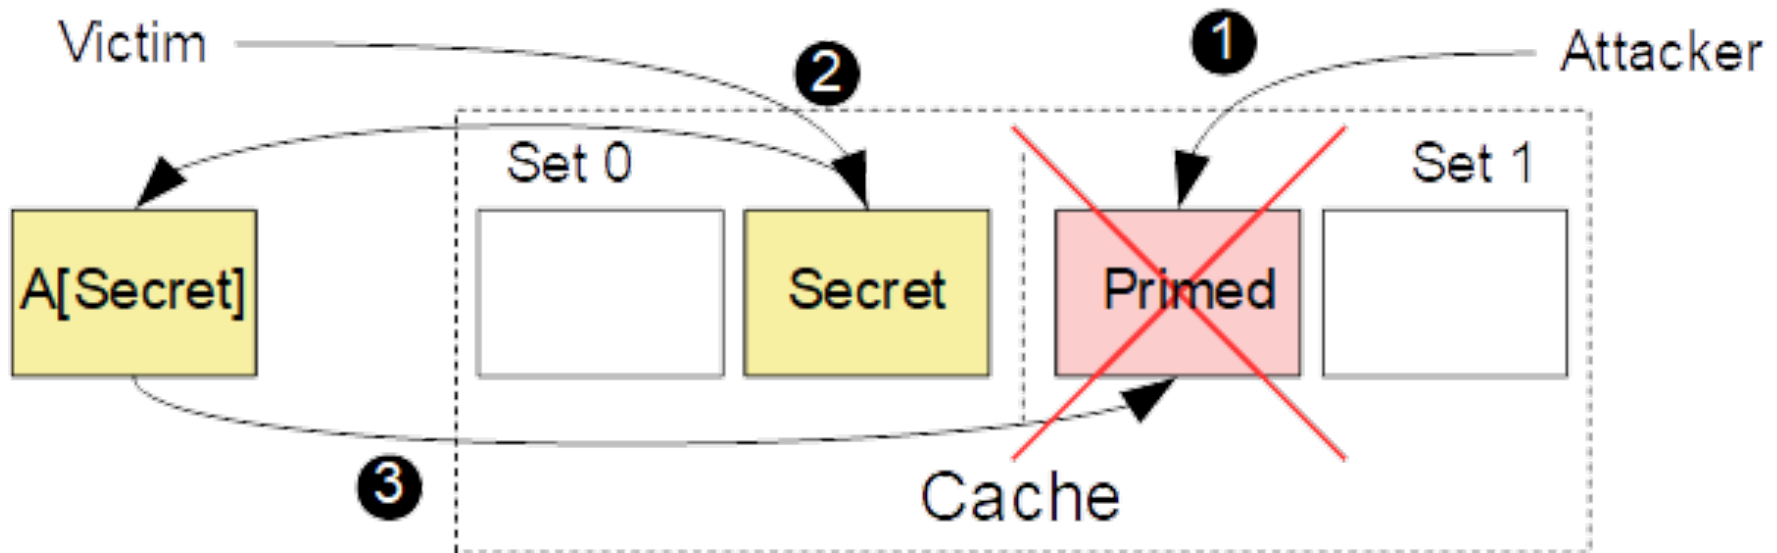 Victim
2
1
Attacker
Set 0
Set 1
A[Secret]
Secret
Primed
3
Cache